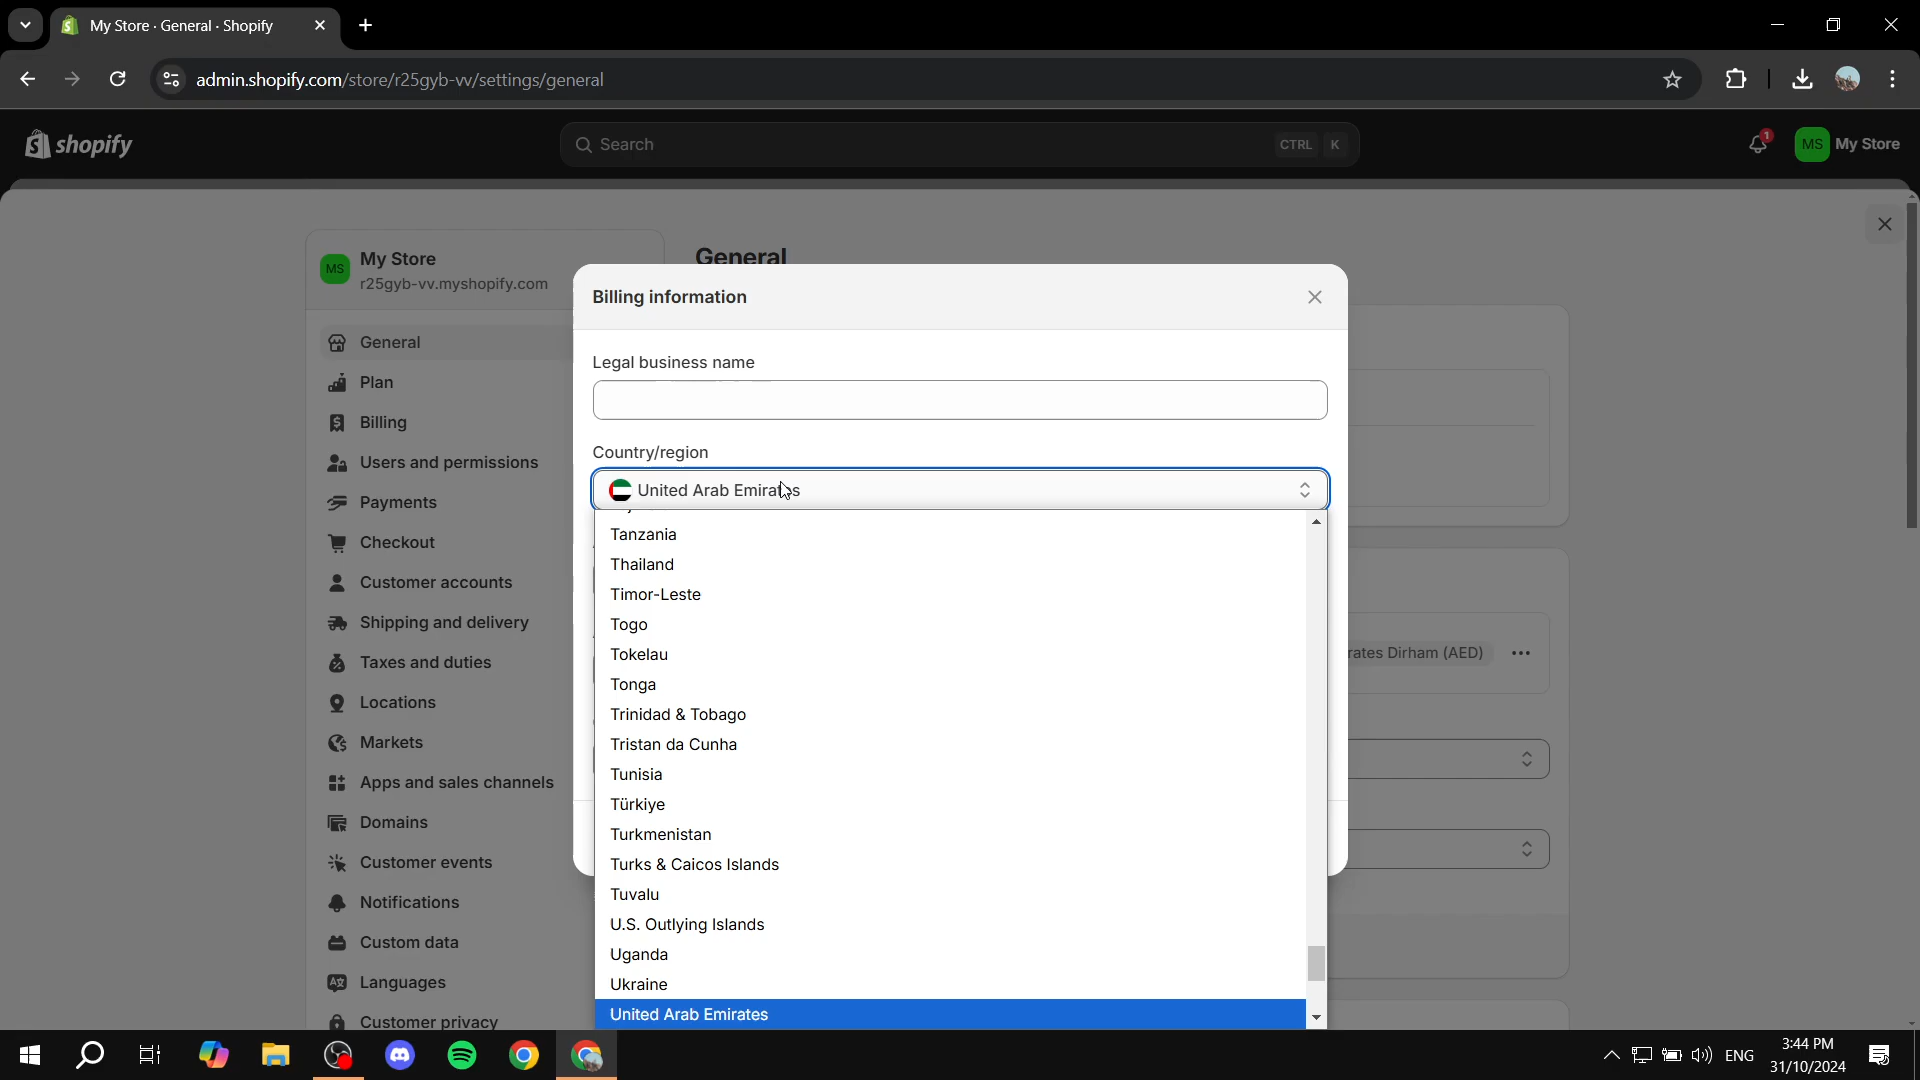 My Store · General · Shopify
admin.shopify.com/store/r25gyb-vv/settings/general
shopify
Search
CTRL K
1
MS My Store
MS
My Store
r25gyb-vv.myshopify.com
General
Plan
Billing
Users and permissions
Payments
Checkout
Customer accounts
Shipping and delivery
Taxes and duties
Locations
Markets
Apps and sales channels
Domains
Customer events
Notifications
Custom data
Languages
Customer privacy
General
Billing information
Legal business name
Country/region
United Arab Emirates
Tanzania
Thailand
Timor-Leste
Togo
Tokelau
Tonga
Trinidad & Tobago
Tristan da Cunha
Tunisia
Türkiye
Turkmenistan
Turks & Caicos Islands
Tuvalu
U.S. Outlying Islands
Uganda
Ukraine
United Arab Emirates
rates Dirham (AED)
ENG
3:44 PM
31/10/2024